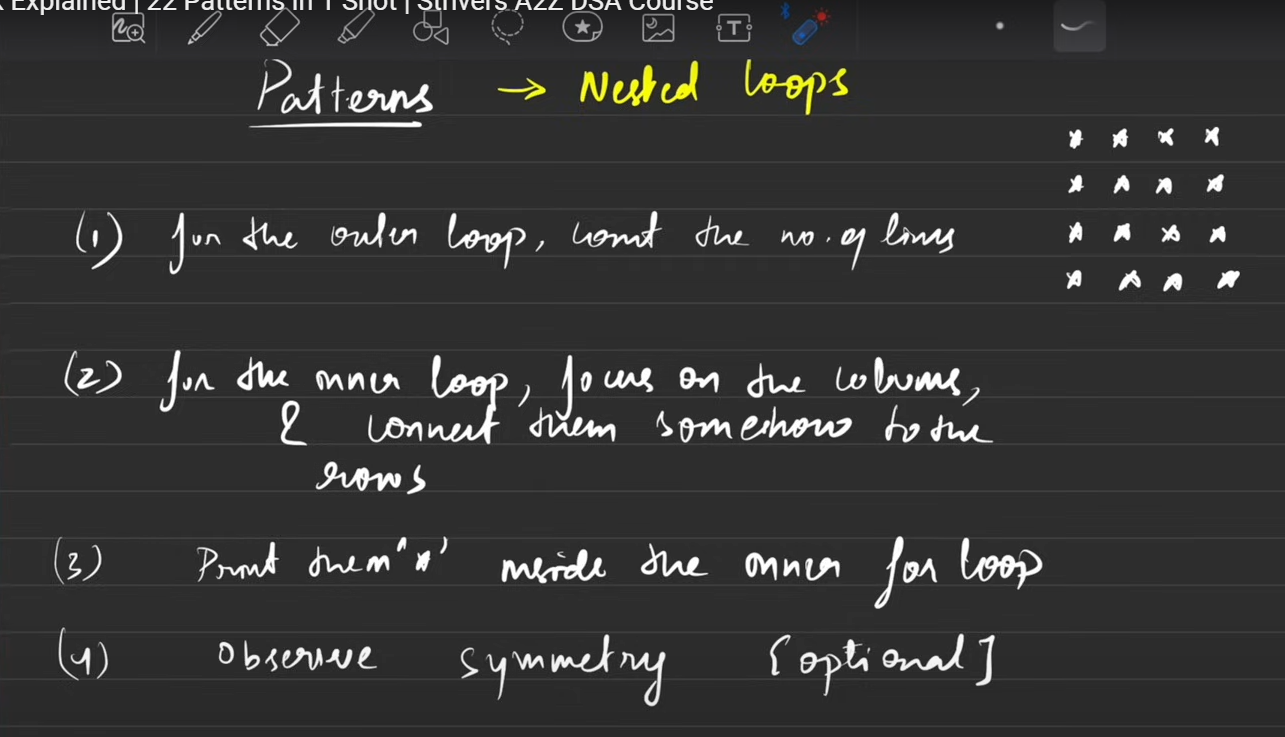 Explained | 22 Patterns in 1 Shot | Strivers A2Z DSA Course
T
Patterns → Nested loops
* * * *
* * * *
* * * *
* * * *
(1) for the outer loop, count the no. of lines
(2) for the inner loop, focus on the columns,
& connect them somehow to the
rows
(3) Print them '*' inside the inner for loop
(4) Observe symmetry [optional]